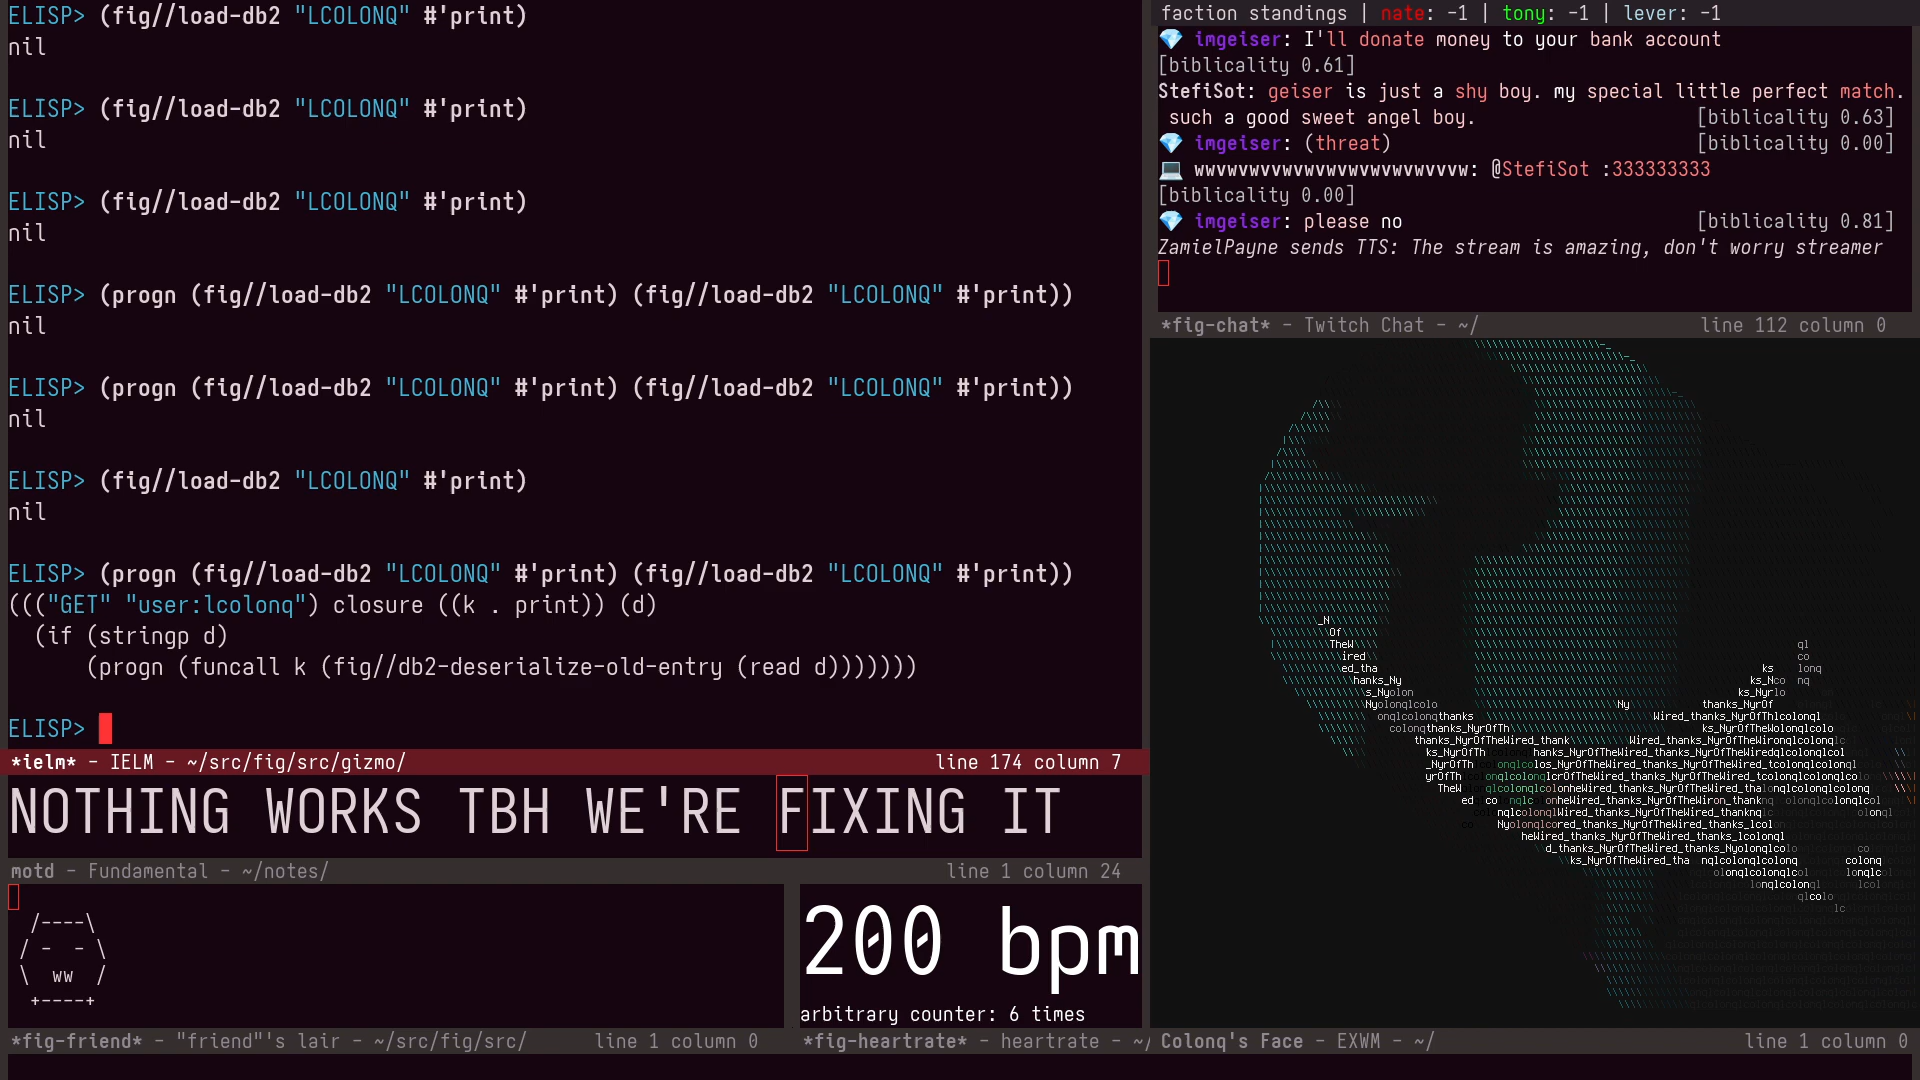 ELISP> (fig//load-db2 "LCOLONQ" #'print)
nil
ELISP> (fig//load-db2 "LCOLONQ" #'print)
nil
ELISP> (fig//load-db2 "LCOLONQ" #'print)
nil
ELISP> (progn (fig//load-db2 "LCOLONQ" #'print) (fig//load-db2 "LCOLONQ" #'print))
nil
ELISP> (progn (fig//load-db2 "LCOLONQ" #'print) (fig//load-db2 "LCOLONQ" #'print))
nil
ELISP> (fig//load-db2 "LCOLONQ" #'print)
nil
ELISP> (progn (fig//load-db2 "LCOLONQ" #'print) (fig//load-db2 "LCOLONQ" #'print))
((("GET" "user:lcolonq") closure ((k . print)) (d)
(if (stringp d)
(progn (funcall k (fig//db2-deserialize-old-entry (read d)))))))
ELISP>
*ielm* - IELM - ~/src/fig/src/gizmo/ line 174 column 7
NOTHING WORKS TBH WE'RE FIXING IT
motd - Fundamental - ~/notes/ line 1 column 24
/----\
/ - - \
\ ww /
+----+
*fig-friend* - "friend"'s lair - ~/src/fig/src/ line 1 column 0
200 bpm
arbitrary counter: 6 times
*fig-heartrate* - heartrate - ~/
faction standings | nate: -1 | tony: -1 | lever: -1
imgeiser: I'll donate money to your bank account
[biblicality 0.61]
StefiSot: geiser is just a shy boy. my special little perfect match.
such a good sweet angel boy. [biblicality 0.63]
imgeiser: (threat) [biblicality 0.00]
wwvwvwvvwvwvwvwvwvwvwvvvw: @StefiSot :333333333
[biblicality 0.00]
imgeiser: please no [biblicality 0.81]
ZamielPayne sends TTS: The stream is amazing, don't worry streamer
*fig-chat* - Twitch Chat - ~/ line 112 column 0
Colonq's Face - EXWM - ~/ line 1 column 0